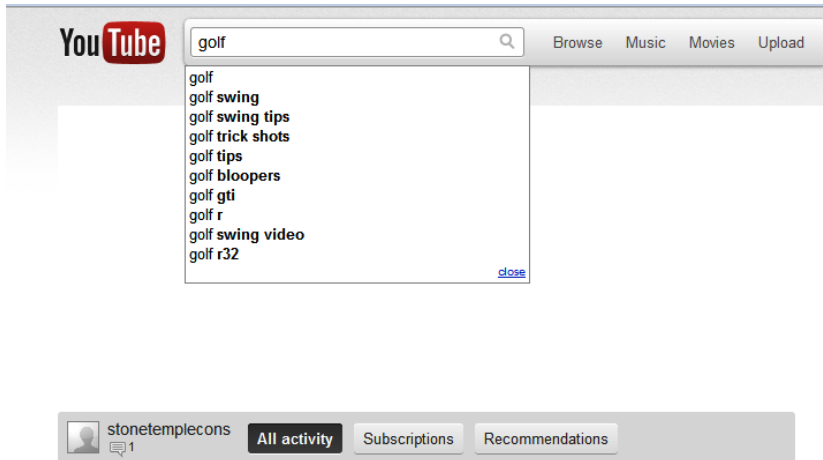 YouTube golf Browse Music Movies Upload
golf
golf swing
golf swing tips
golf trick shots
golf tips
golf bloopers
golf gti
golf r
golf swing video
golf r32
close
stonetemplecons
1
All activity Subscriptions Recommendations